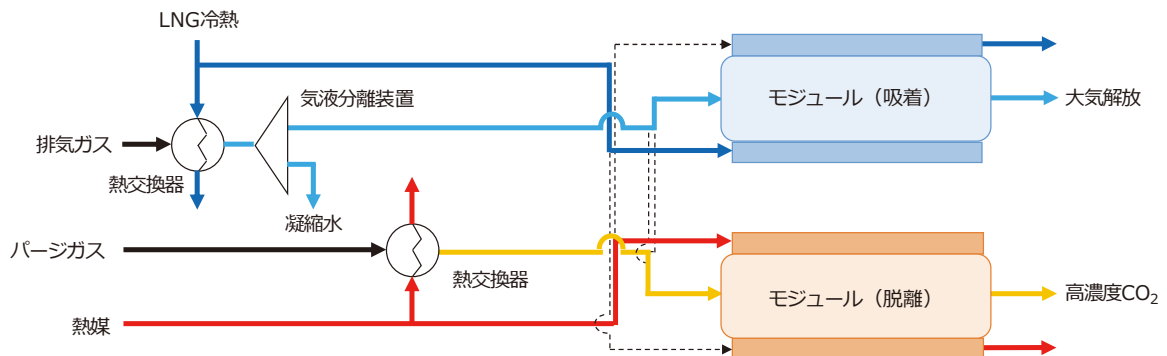 LNG冷熱
気液分離装置
モジュール（吸着）
大気解放
排気ガス
熱交換器
凝縮水
パージガス
熱交換器
モジュール（脱離）
高濃度CO₂
熱媒